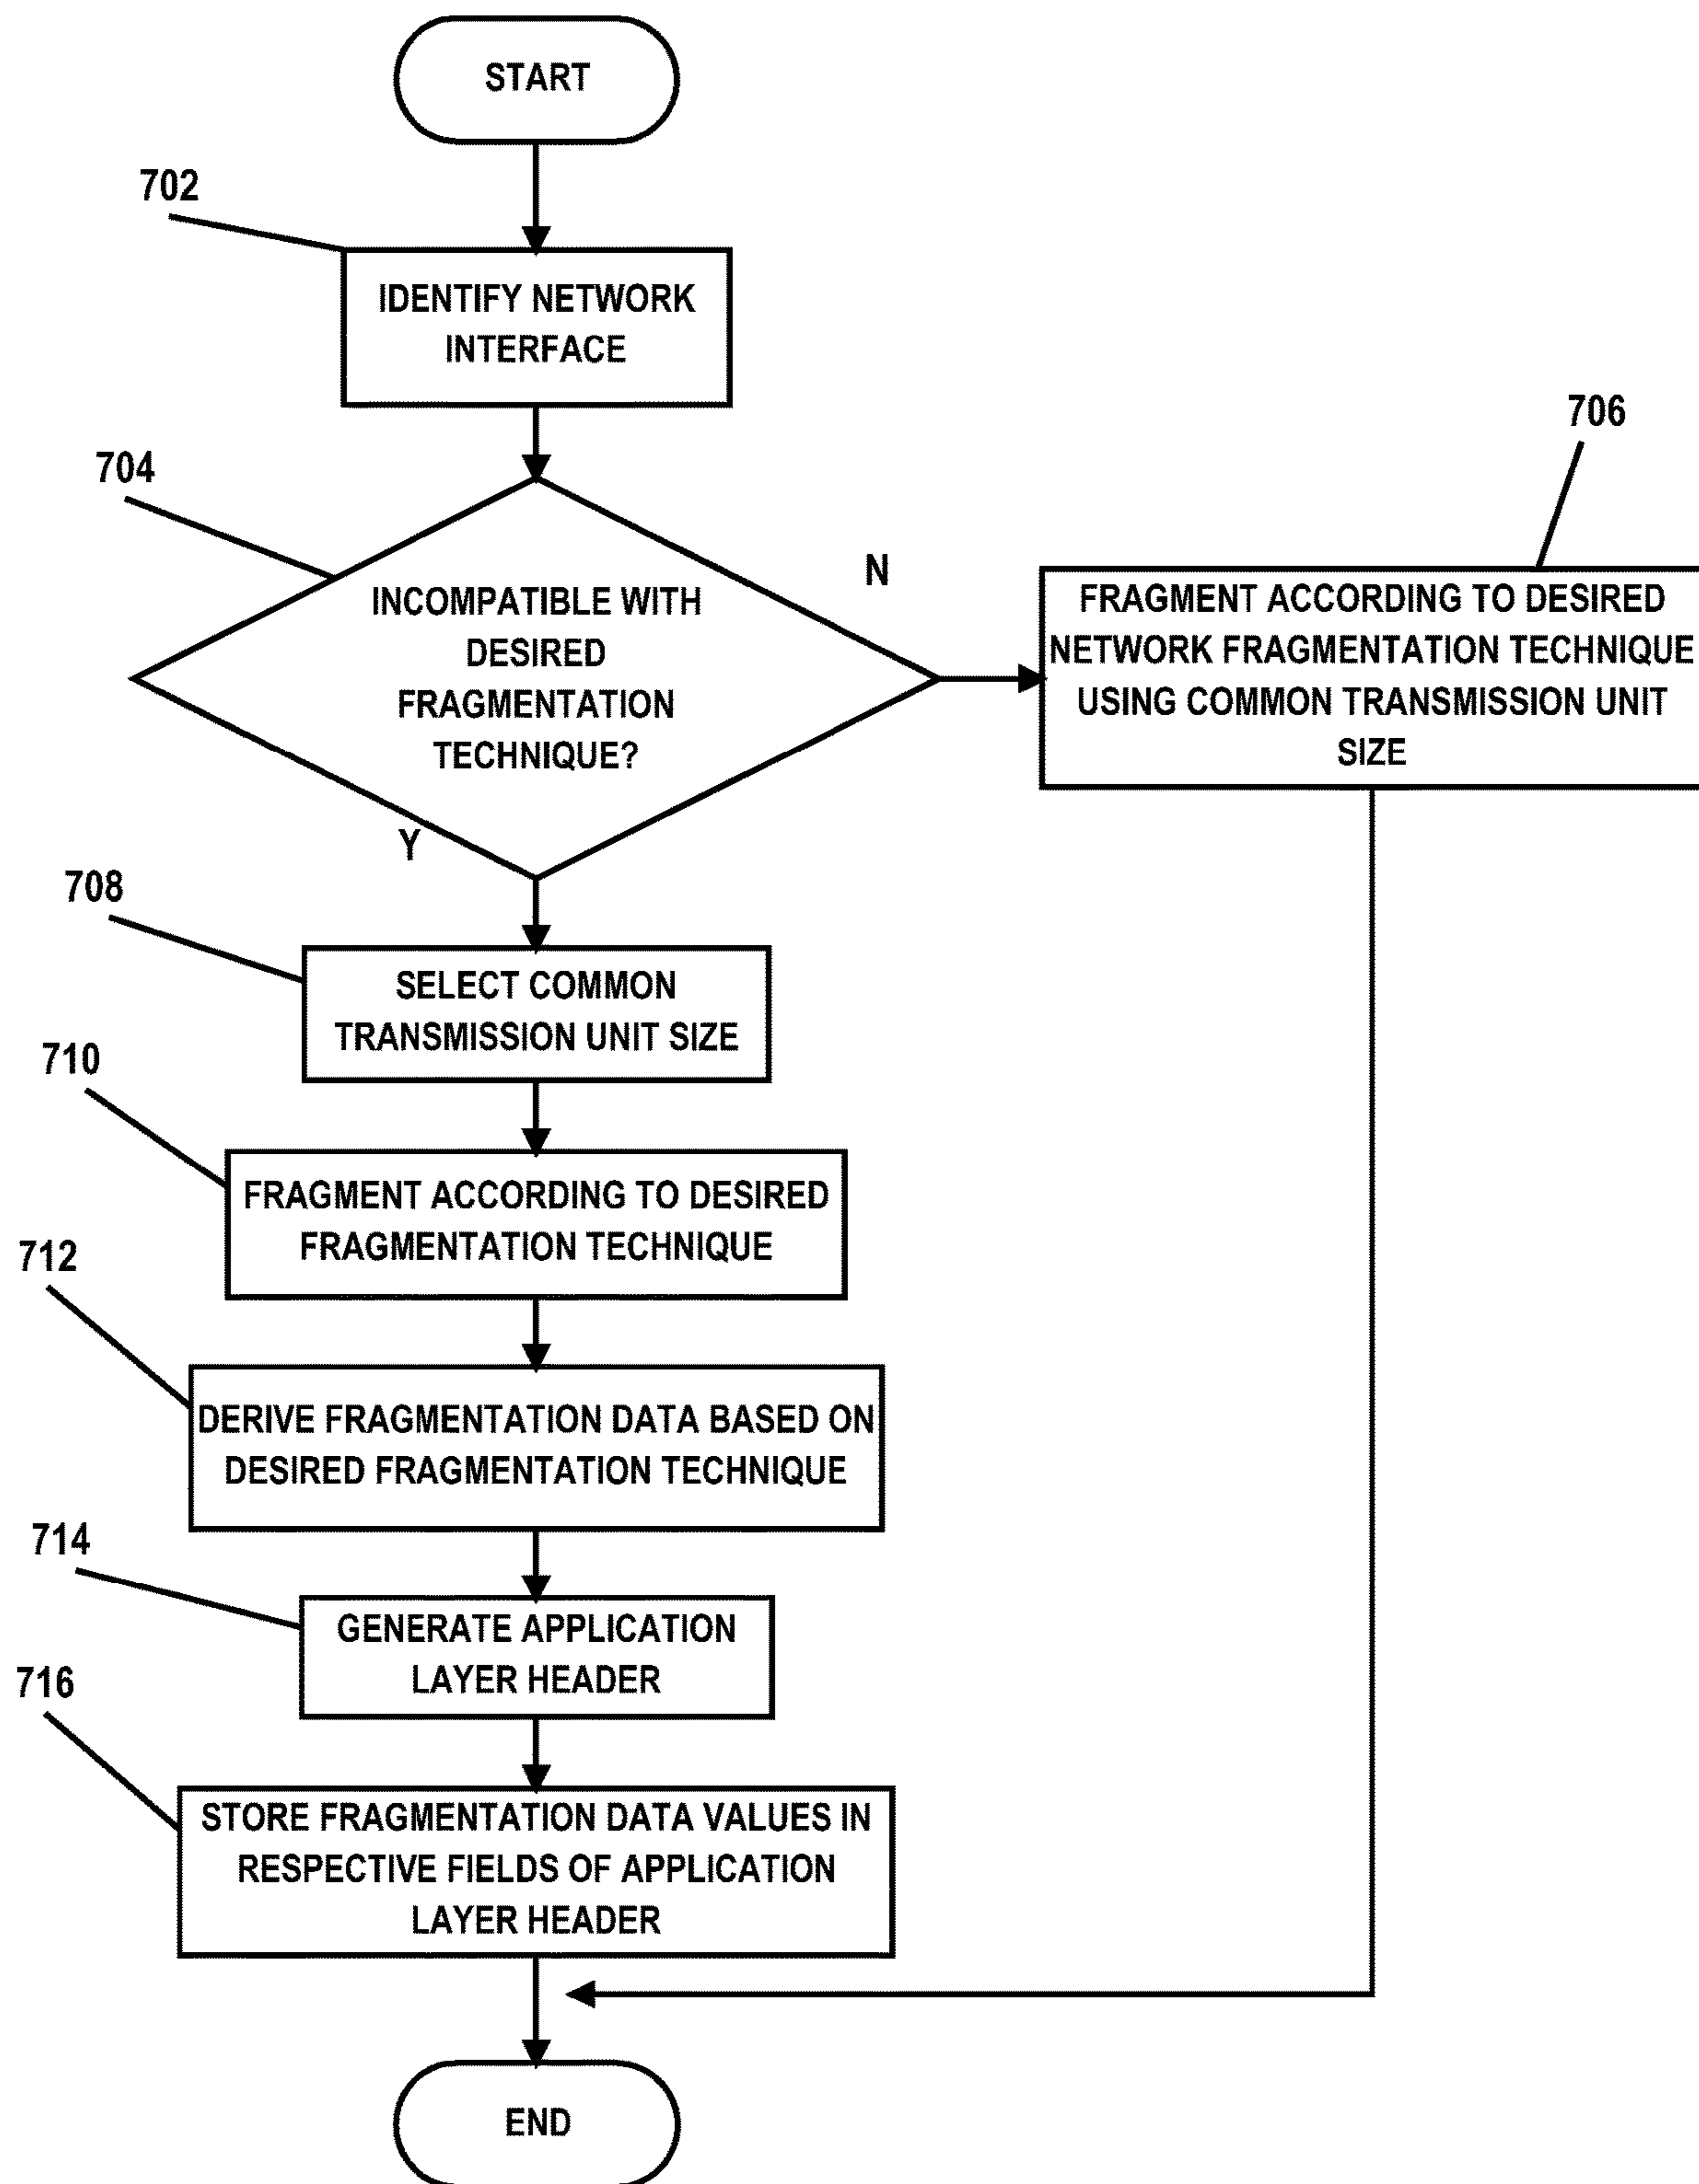 START
702
IDENTIFY NETWORK
INTERFACE
704
INCOMPATIBLE WITH
DESIRED
FRAGMENTATION
TECHNIQUE?
N
Y
706
FRAGMENT ACCORDING TO DESIRED
NETWORK FRAGMENTATION TECHNIQUE
USING COMMON TRANSMISSION UNIT
SIZE
708
SELECT COMMON
TRANSMISSION UNIT SIZE
710
FRAGMENT ACCORDING TO DESIRED
FRAGMENTATION TECHNIQUE
712
DERIVE FRAGMENTATION DATA BASED ON
DESIRED FRAGMENTATION TECHNIQUE
714
GENERATE APPLICATION
LAYER HEADER
716
STORE FRAGMENTATION DATA VALUES IN
RESPECTIVE FIELDS OF APPLICATION
LAYER HEADER
END